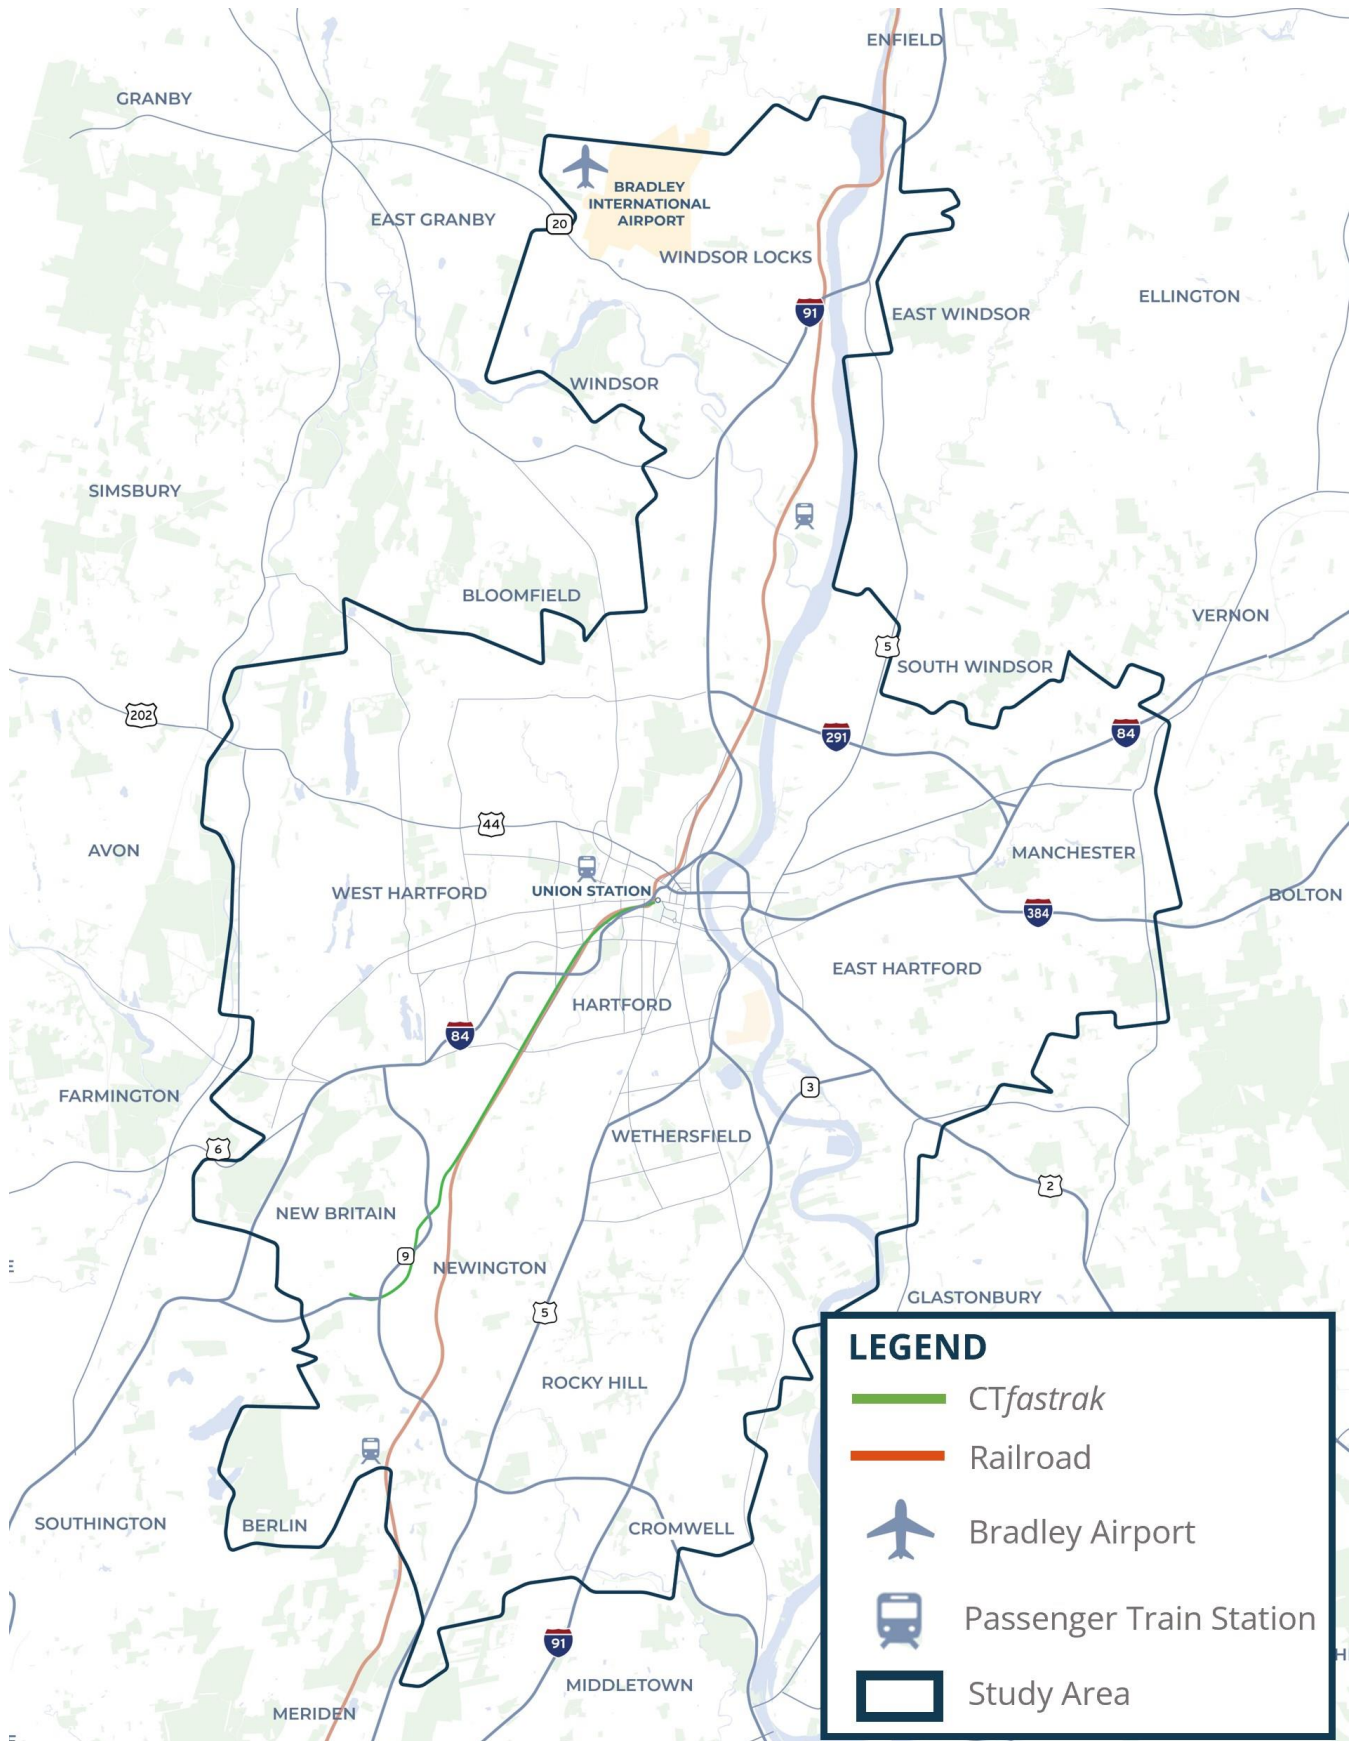 ENFIELD
GRANBY
BRADLEY
INTERNATIONAL
AIRPORT
EAST GRANBY
20
WINDSOR LOCKS
ELLINGTON
91
EAST WINDSOR
WINDSOR
SIMSBURY
BLOOMFIELD
VERNON
5
SOUTH WINDSOR
202
84
291
44
AVON
MANCHESTER
WEST HARTFORD
UNION STATION
BOLTON
384
EAST HARTFORD
HARTFORD
84
3
FARMINGTON
WETHERSFIELD
6
2
NEW BRITAIN
9
NEWINGTON
GLASTONBURY
5
ROCKY HILL
SOUTHINGTON
BERLIN
CROMWELL
91
MIDDLETOWN
MERIDEN
LEGEND
CTfastrak
Railroad
Bradley Airport
Passenger Train Station
Study Area